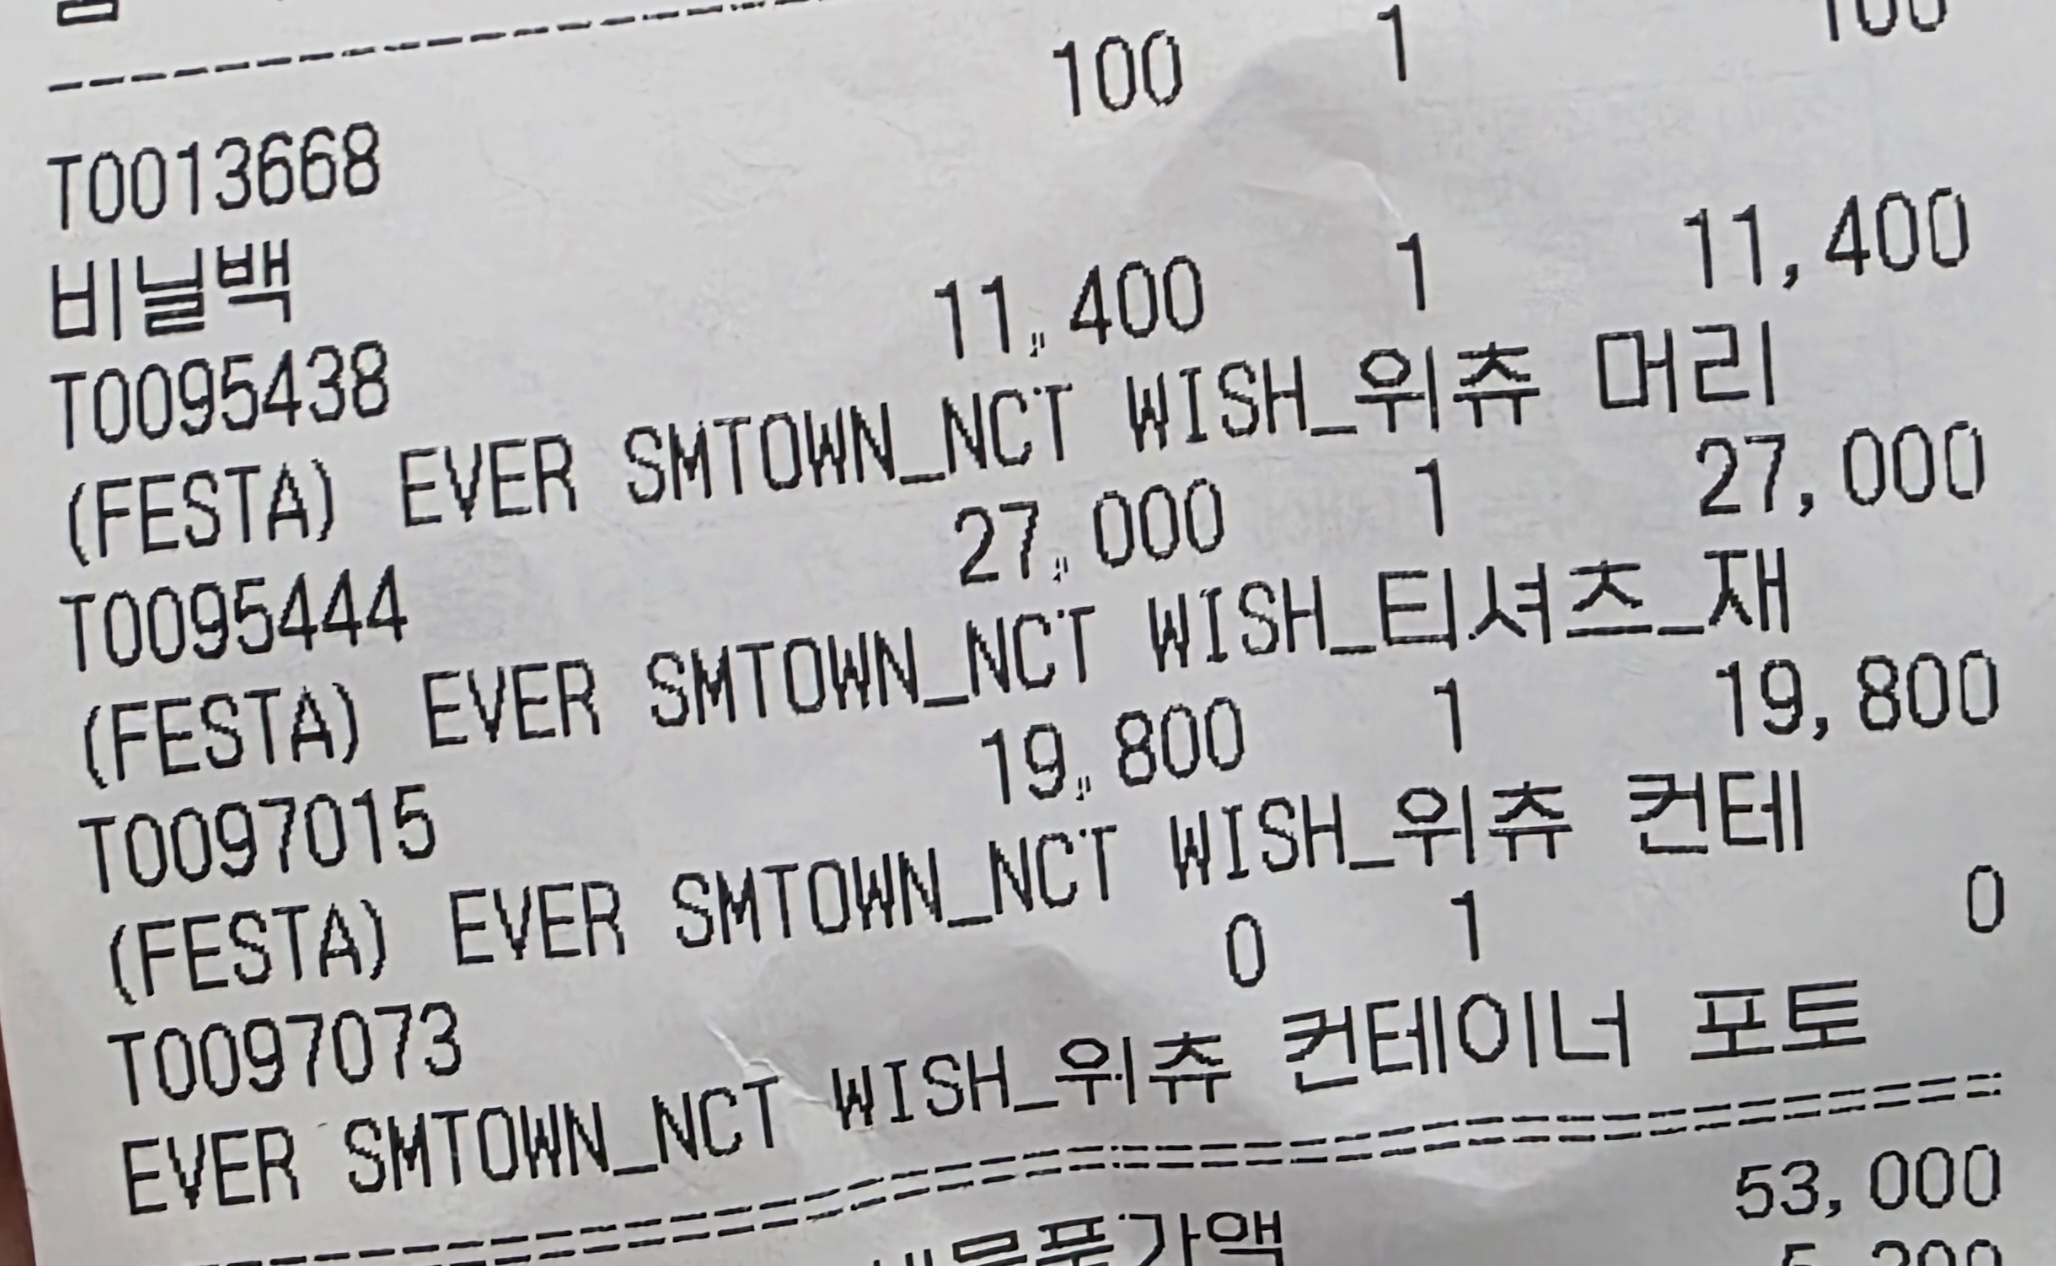 T0013668 100 1 100
비닐백
T0095438 11,400 1 11,400
(FESTA) EVER SMTOWN_NCT WISH_위츄 머리
T0095444 27,000 1 27,000
(FESTA) EVER SMTOWN_NCT WISH_티셔츠_재
T0097015 19,800 1 19,800
(FESTA) EVER SMTOWN_NCT WISH_위츄 컨테
T0097073 0 1 0
EVER SMTOWN_NCT WISH_위츄 컨테이너 포토
53,000